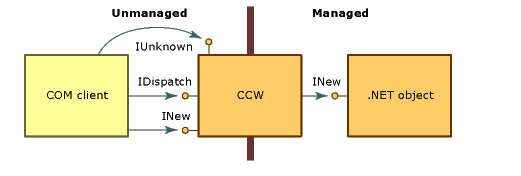 Unmanaged
Managed
IUnknown
IDispatch
INew
COM client
CCW
INew
.NET object